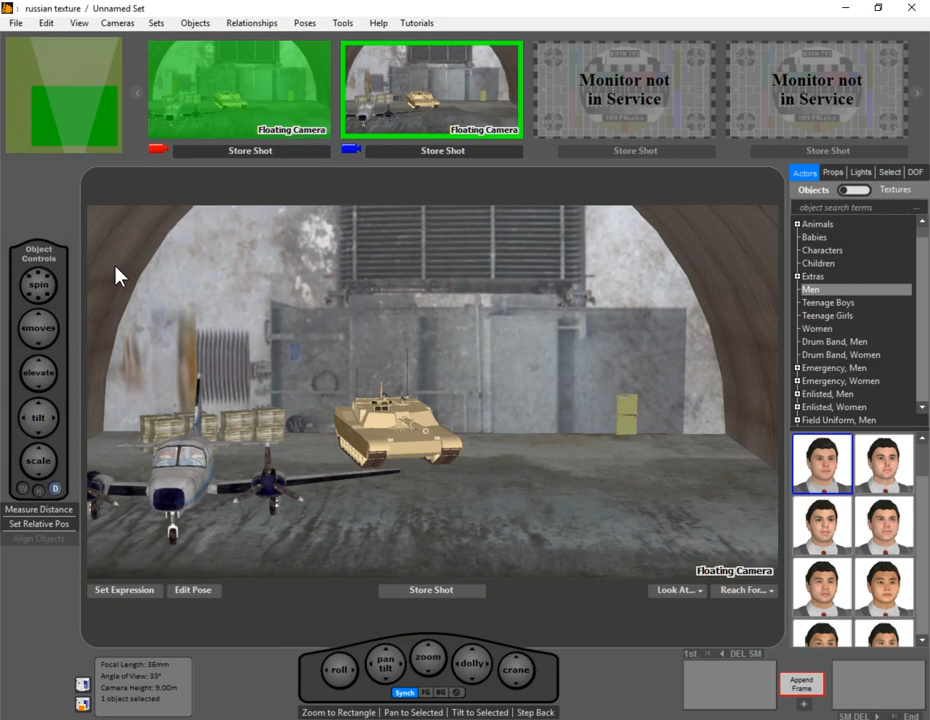 : russian texture / Unnamed Set
File Edit View Cameras Sets Objects Relationships Poses Tools Help Tutorials
Floating Camera
Floating Camera
Monitor not
in Service
Monitor not
in Service
Store Shot
Store Shot
Store Shot
Store Shot
Actors Props Lights Select DOF
Objects Textures
object search terms ...
Animals
Babies
Characters
Children
Extras
Men
Teenage Boys
Teenage Girls
Women
Drum Band, Men
Drum Band, Women
Emergency, Men
Emergency, Women
Enlisted, Men
Enlisted, Women
Field Uniform, Men
Object
Controls
spin
move
elevate
tilt
scale
W H D
Measure Distance
Set Relative Pos
Align Objects
Floating Camera
Set Expression Edit Pose Store Shot Look At... Reach For...
Focal Length: 36mm
Angle of View: 33°
Camera Height: 9.00m
1 object selected
roll
pan
tilt
zoom
dolly
crane
Synch FG BG
Zoom to Rectangle | Pan to Selected | Tilt to Selected | Step Back
1st DEL SM
Append
Frame
+
SM DEL End